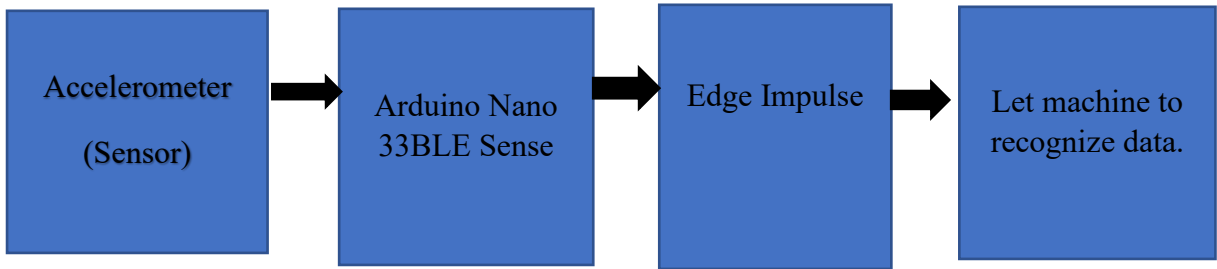 Accelerometer
(Sensor)
Arduino Nano
33BLE Sense
Edge Impulse
Let machine to
recognize data.